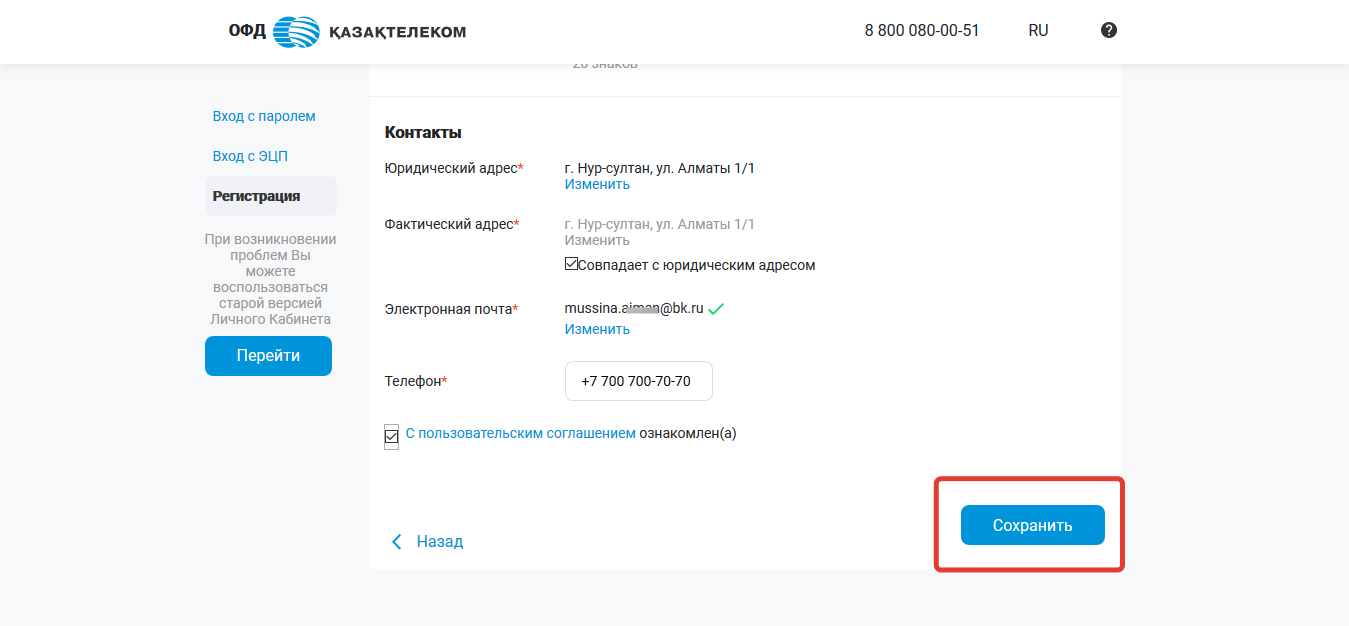 ОФД ҚАЗАҚТЕЛЕКОМ
8 800 080-00-51
RU
?
20 знаков
Вход с паролем
Вход с ЭЦП
Регистрация
При возникновении
проблем Вы
можете
воспользоваться
старой версией
Личного Кабинета
Перейти
Контакты
Юридический адрес*
г. Нур-султан, ул. Алматы 1/1
Изменить
Фактический адрес*
г. Нур-султан, ул. Алматы 1/1
Изменить
Совпадает с юридическим адресом
Электронная почта*
Изменить
Телефон*
+7 700 700-70-70
С пользовательским соглашением ознакомлен(а)
Назад
Сохранить